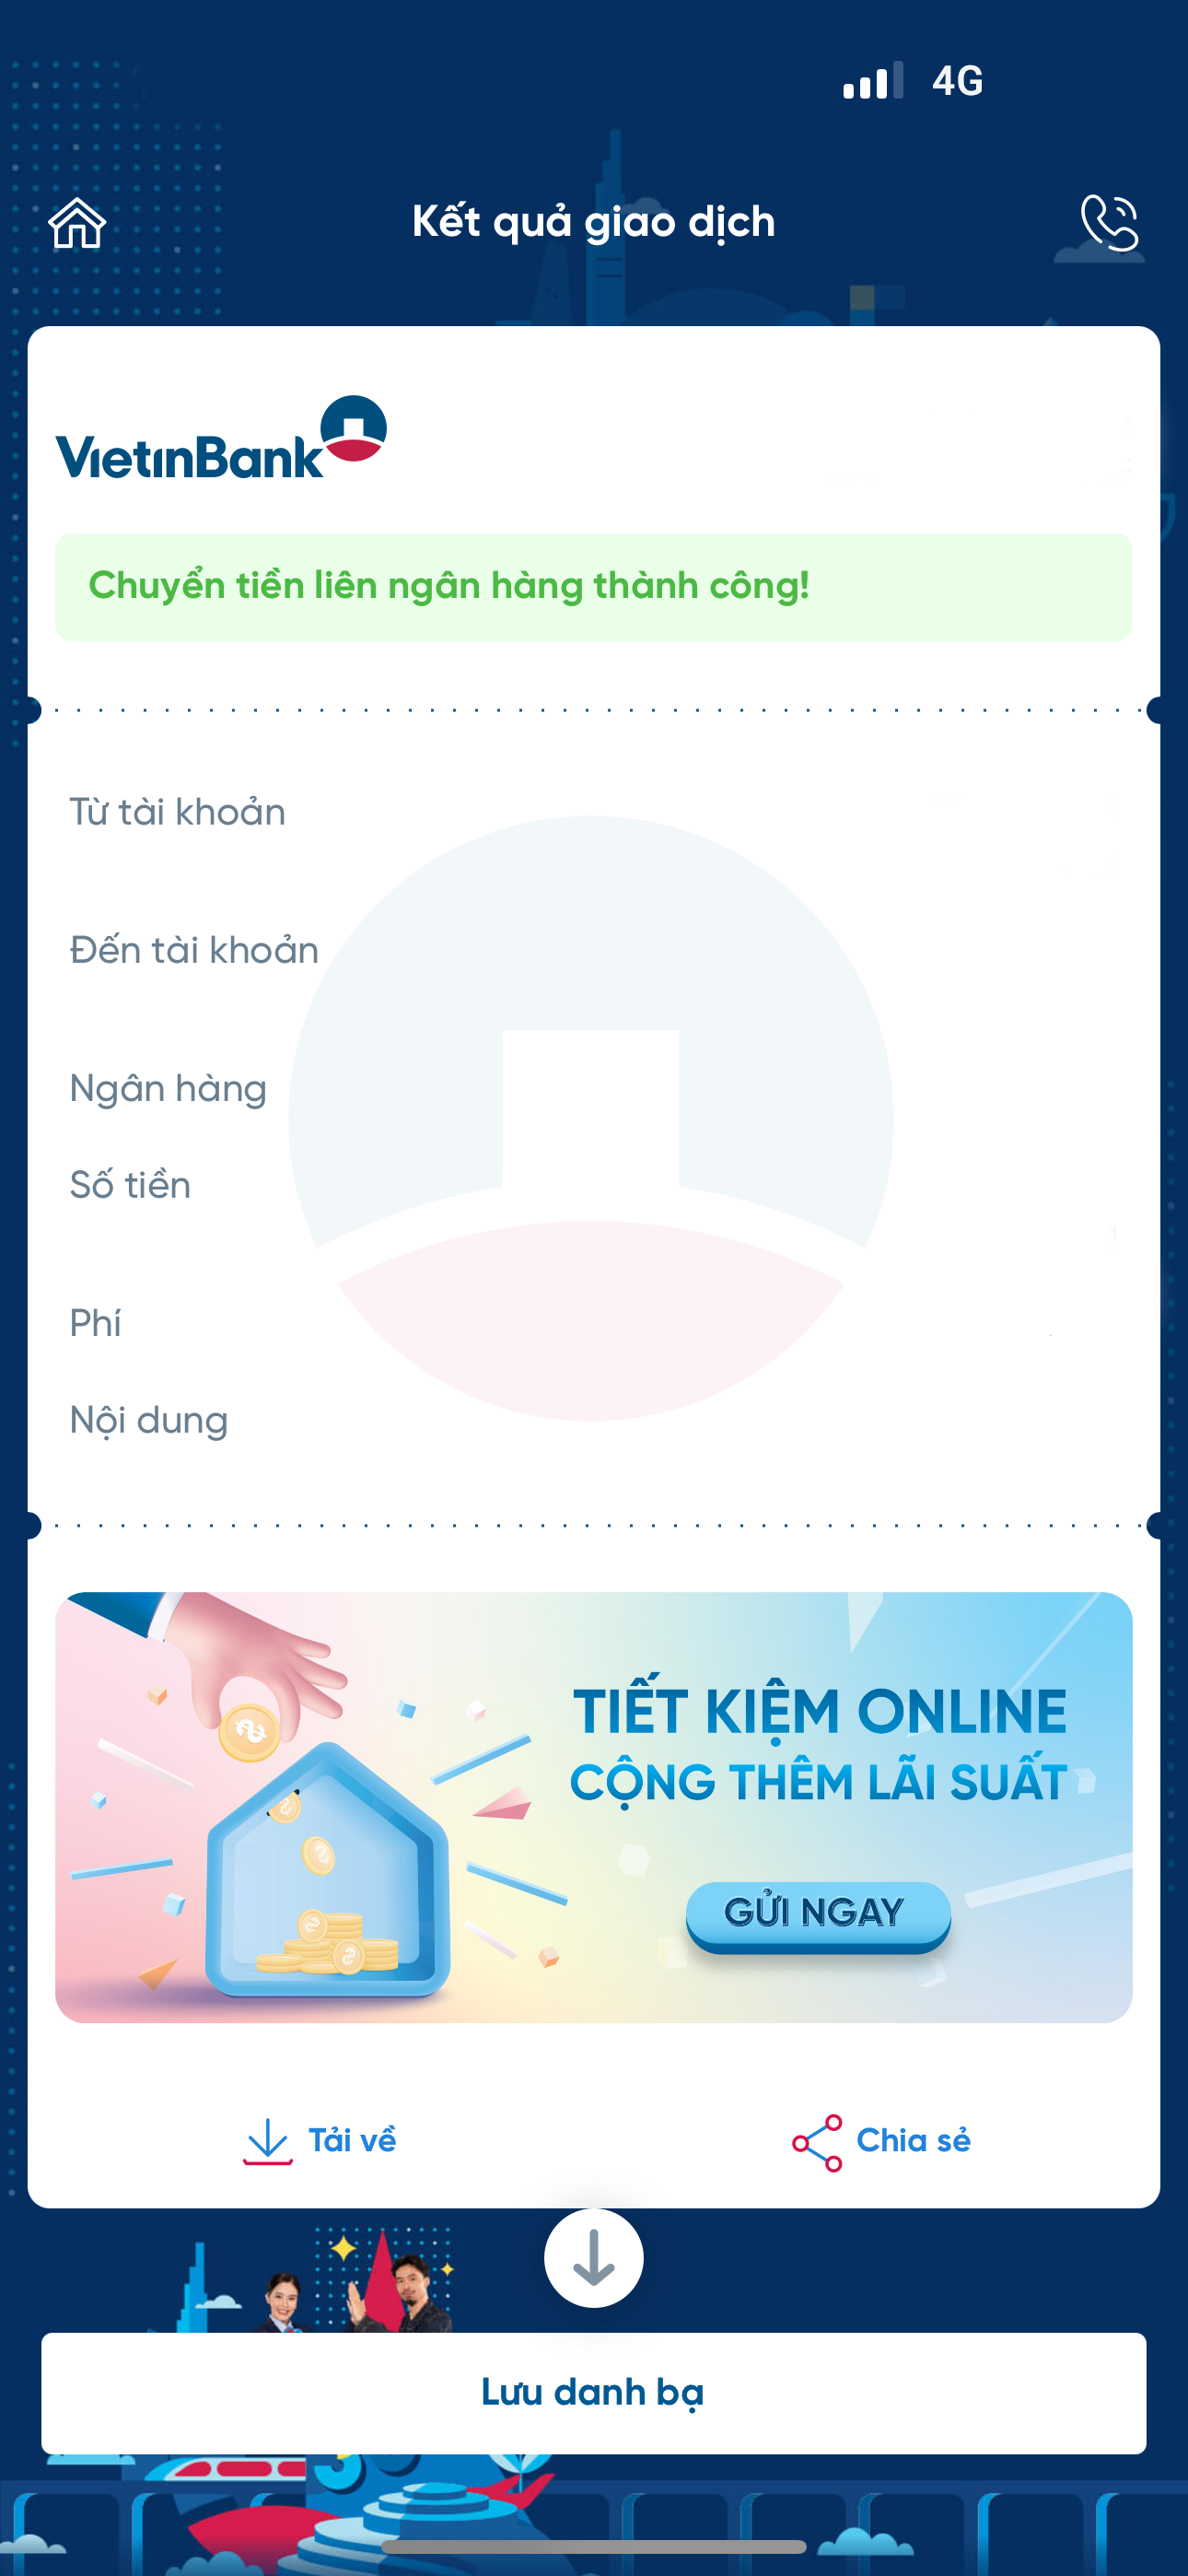 4G
Kết quả giao dịch
VietinBank
Chuyển tiền liên ngân hàng thành công!
Từ tài khoản
Đến tài khoản
Ngân hàng
Số tiền
Phí
Nội dung
TIẾT KIỆM ONLINE
CỘNG THÊM LÃI SUẤT
GỬI NGAY
Tải về
Chia sẻ
Lưu danh bạ